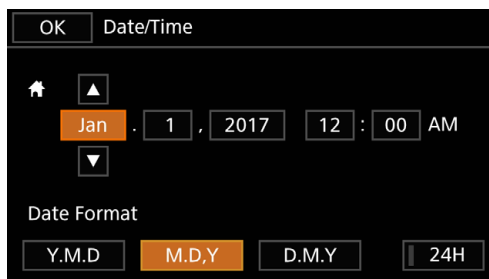 OK Date/Time
Jan . 1 , 2017 12 : 00 AM
Date Format
Y.M.D M.D,Y D.M.Y 24H